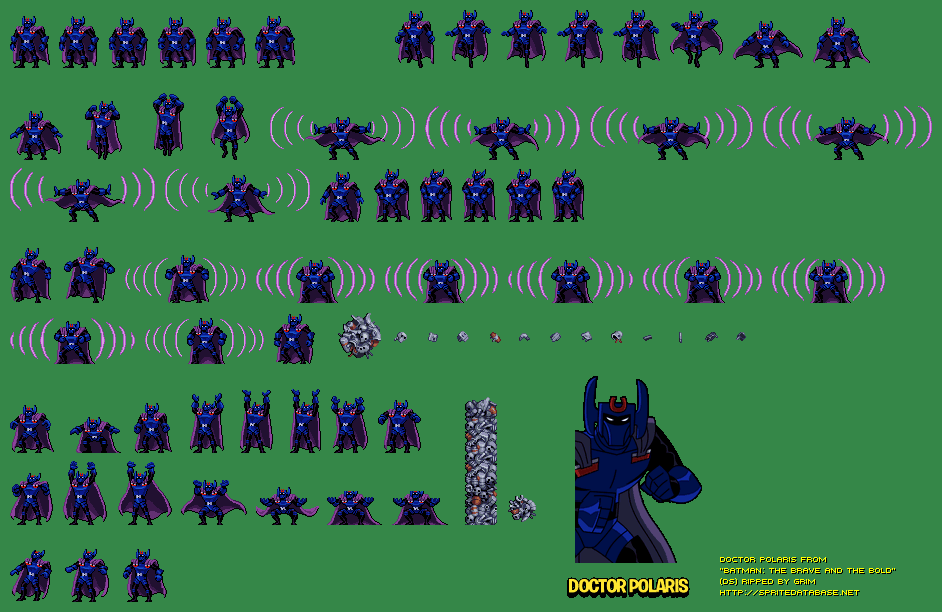 DOCTOR POLARIS FROM
"BATMAN: THE BRAVE AND THE BOLD"
(DS) RIPPED BY GRIM
HTTP://SPRITEDATABASE.NET
DOCTOR POLARIS